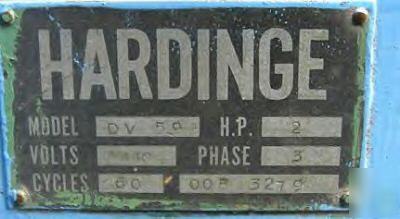 HARDINGE
MODEL DV 59 H.P. 2
VOLTS PHASE 3
CYCLES 60